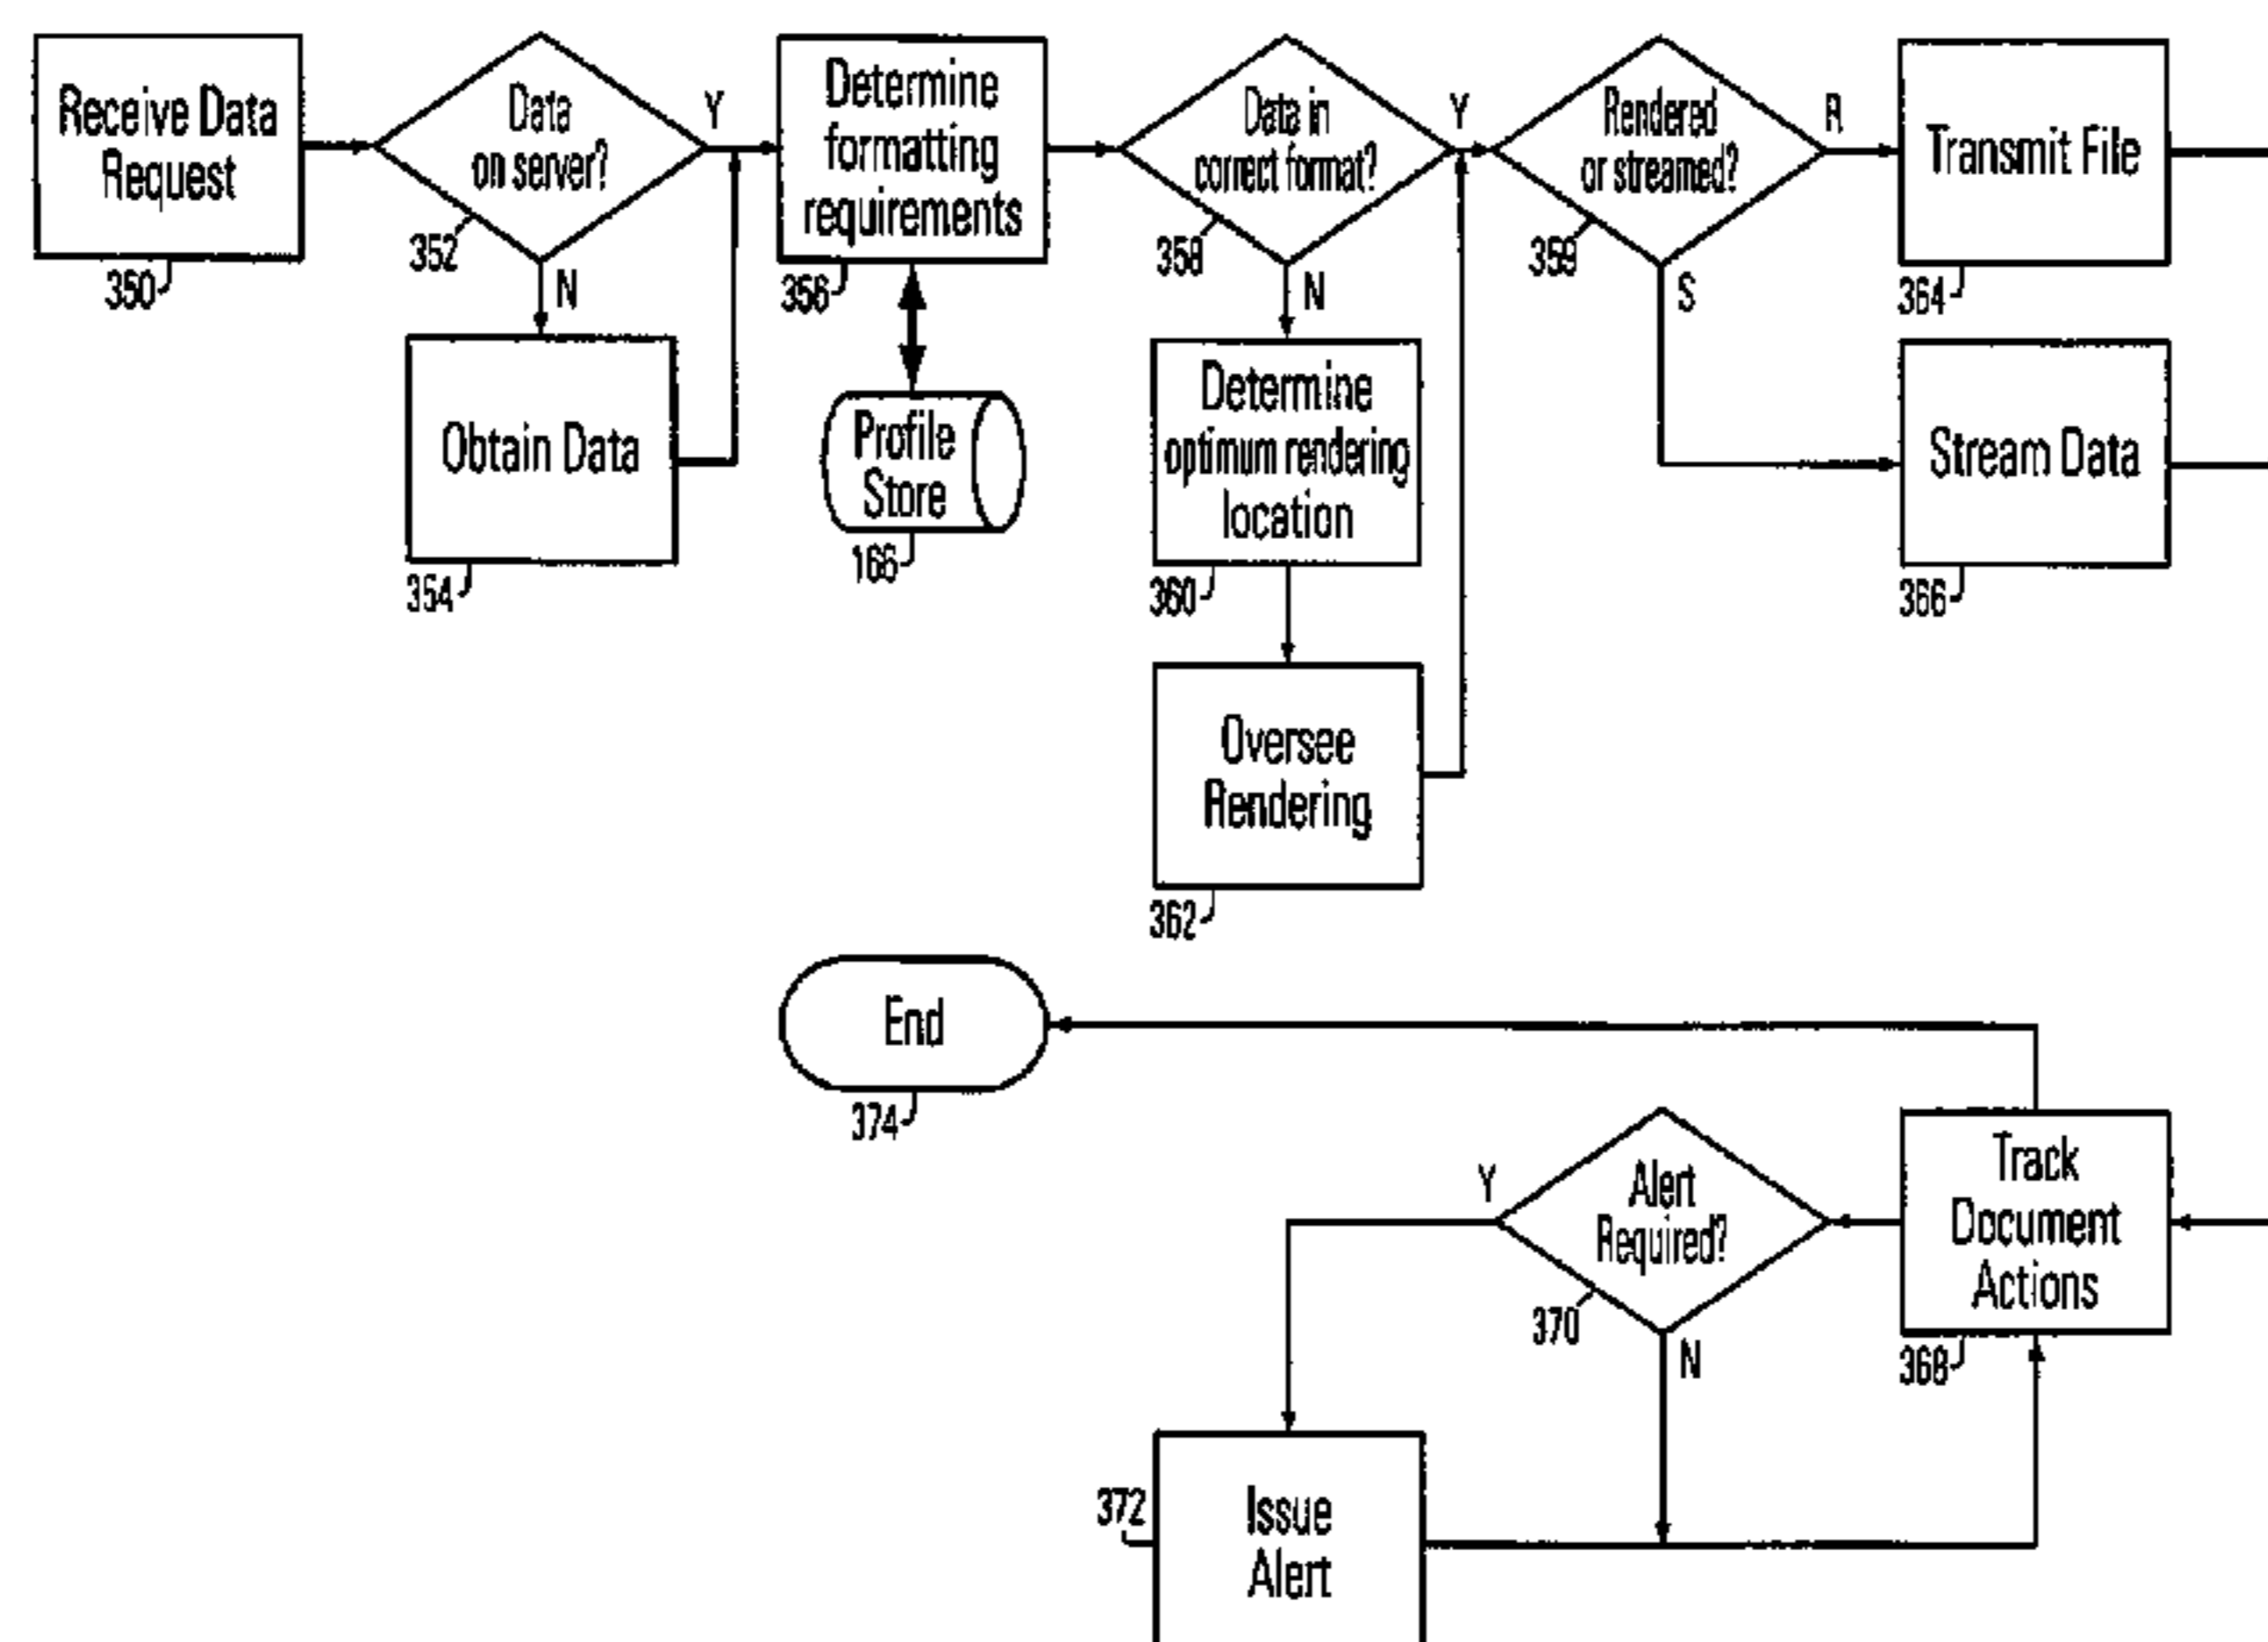 Receive Data
Request
350
Data
on server?
352
Y
N
Obtain Data
354
Determine
formatting
requirements
356
Profile
Store
166
Data in
correct format?
358
Y
N
Determine
optimum rendering
location
360
Oversee
Rendering
362
Rendered
or streamed?
359
R
S
Transmit File
364
Stream Data
366
End
374
Track
Document
Actions
368
Alert
Required?
370
Y
N
372
Issue
Alert